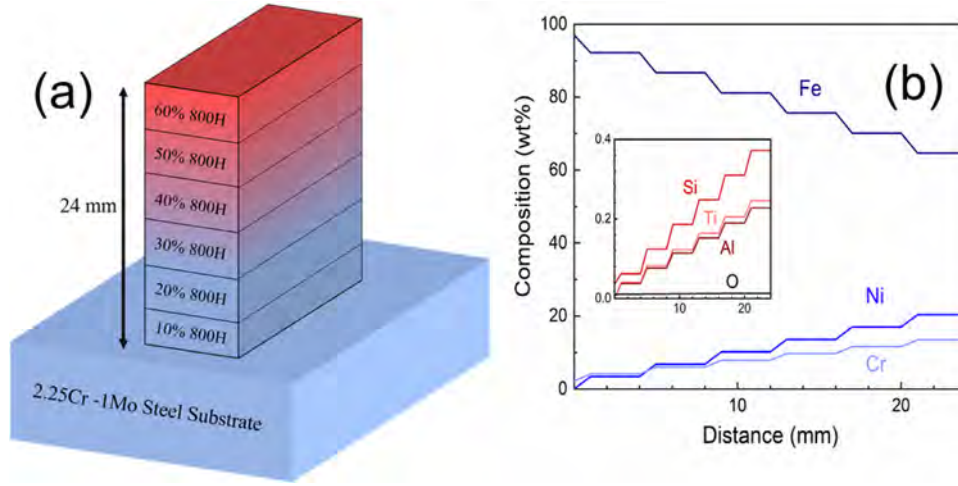 (a)
60% 800H
50% 800H
40% 800H
30% 800H
20% 800H
10% 800H
24 mm
2.25Cr -1Mo Steel Substrate
(b)
Composition (wt%)
100
80
60
40
20
0
Fe
0.4
0.2
0.0
Si
Ti
Al
O
10
20
Ni
Cr
10
20
Distance (mm)